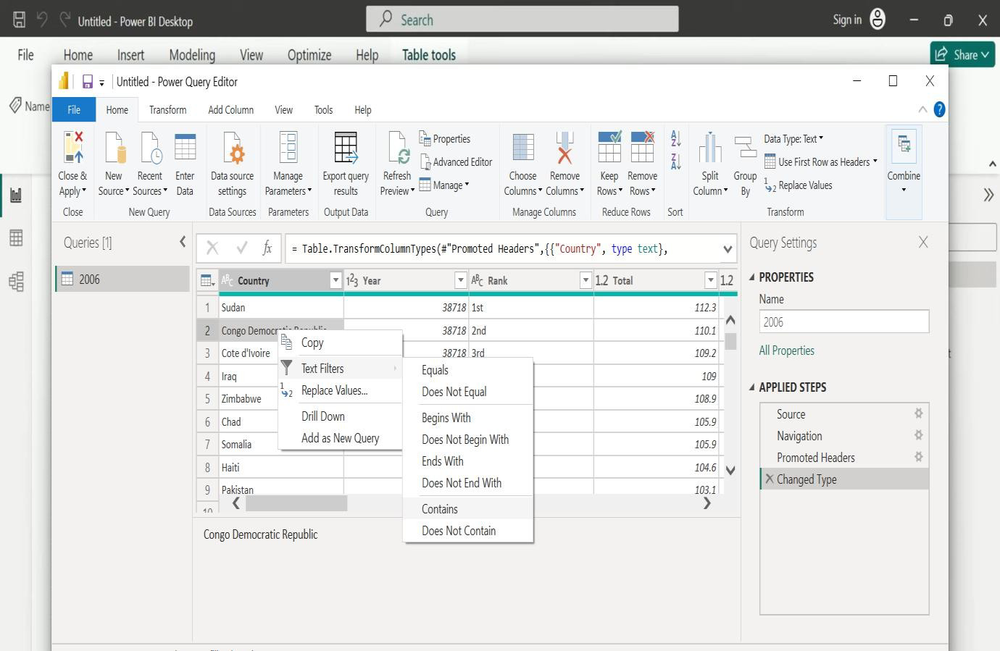 Untitled - Power BI Desktop
Search
Sign in
File Home Insert Modeling View Optimize Help Table tools
Share
Name
Untitled - Power Query Editor
File Home Transform Add Column View Tools Help
Close & Apply
New Source
Recent Sources
Enter Data
Data source settings
Manage Parameters
Export query results
Refresh Preview
Properties
Advanced Editor
Manage
Choose Columns
Remove Columns
Keep Rows
Remove Rows
Split Column
Group By
Data Type: Text
Use First Row as Headers
1→2 Replace Values
Combine
Close New Query Data Sources Parameters Output Data Query Manage Columns Reduce Rows Sort Transform
Queries [1]
2006
fx = Table.TransformColumnTypes(#"Promoted Headers",{{"Country", type text},
ABC Country 123 Year ABC Rank 1.2 Total 1.2
1 Sudan 38718 1st 112.3
2 Congo Democratic Republic 38718 2nd 110.1
3 Cote d'Ivoire 38718 3rd 109.2
4 Iraq 109
5 Zimbabwe 108.9
6 Chad 105.9
7 Somalia 105.9
8 Haiti 104.6
9 Pakistan 103.1
10
Copy
Text Filters
Replace Values...
Drill Down
Add as New Query
Equals
Does Not Equal
Begins With
Does Not Begin With
Ends With
Does Not End With
Contains
Does Not Contain
Congo Democratic Republic
Query Settings
PROPERTIES
Name
2006
All Properties
APPLIED STEPS
Source
Navigation
Promoted Headers
Changed Type